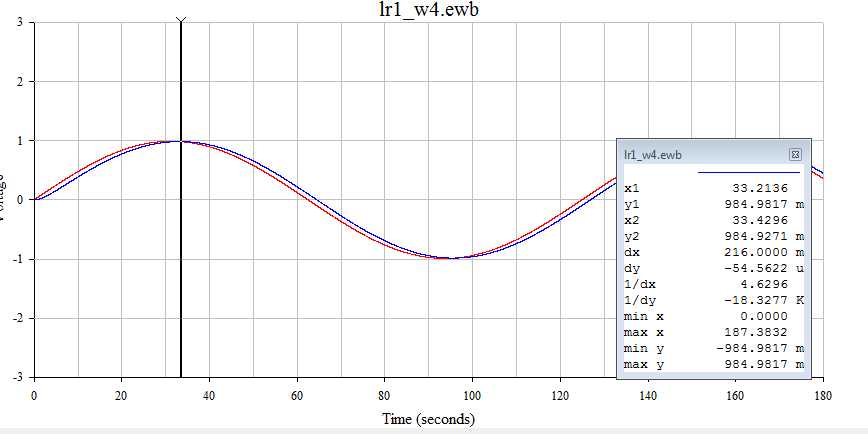 lr1_w4.ewb
3
2
1
0
-1
-2
-3
0 20 40 60 80 100 120 140 160 180
Time (seconds)
lr1_w4.ewb
x1 33.2136
y1 984.9817 m
x2 33.4296
y2 984.9271 m
dx 216.0000 m
dy -54.5622 u
1/dx 4.6296
1/dy -18.3277 K
min x 0.0000
max x 187.3832
min y -984.9817 m
max y 984.9817 m